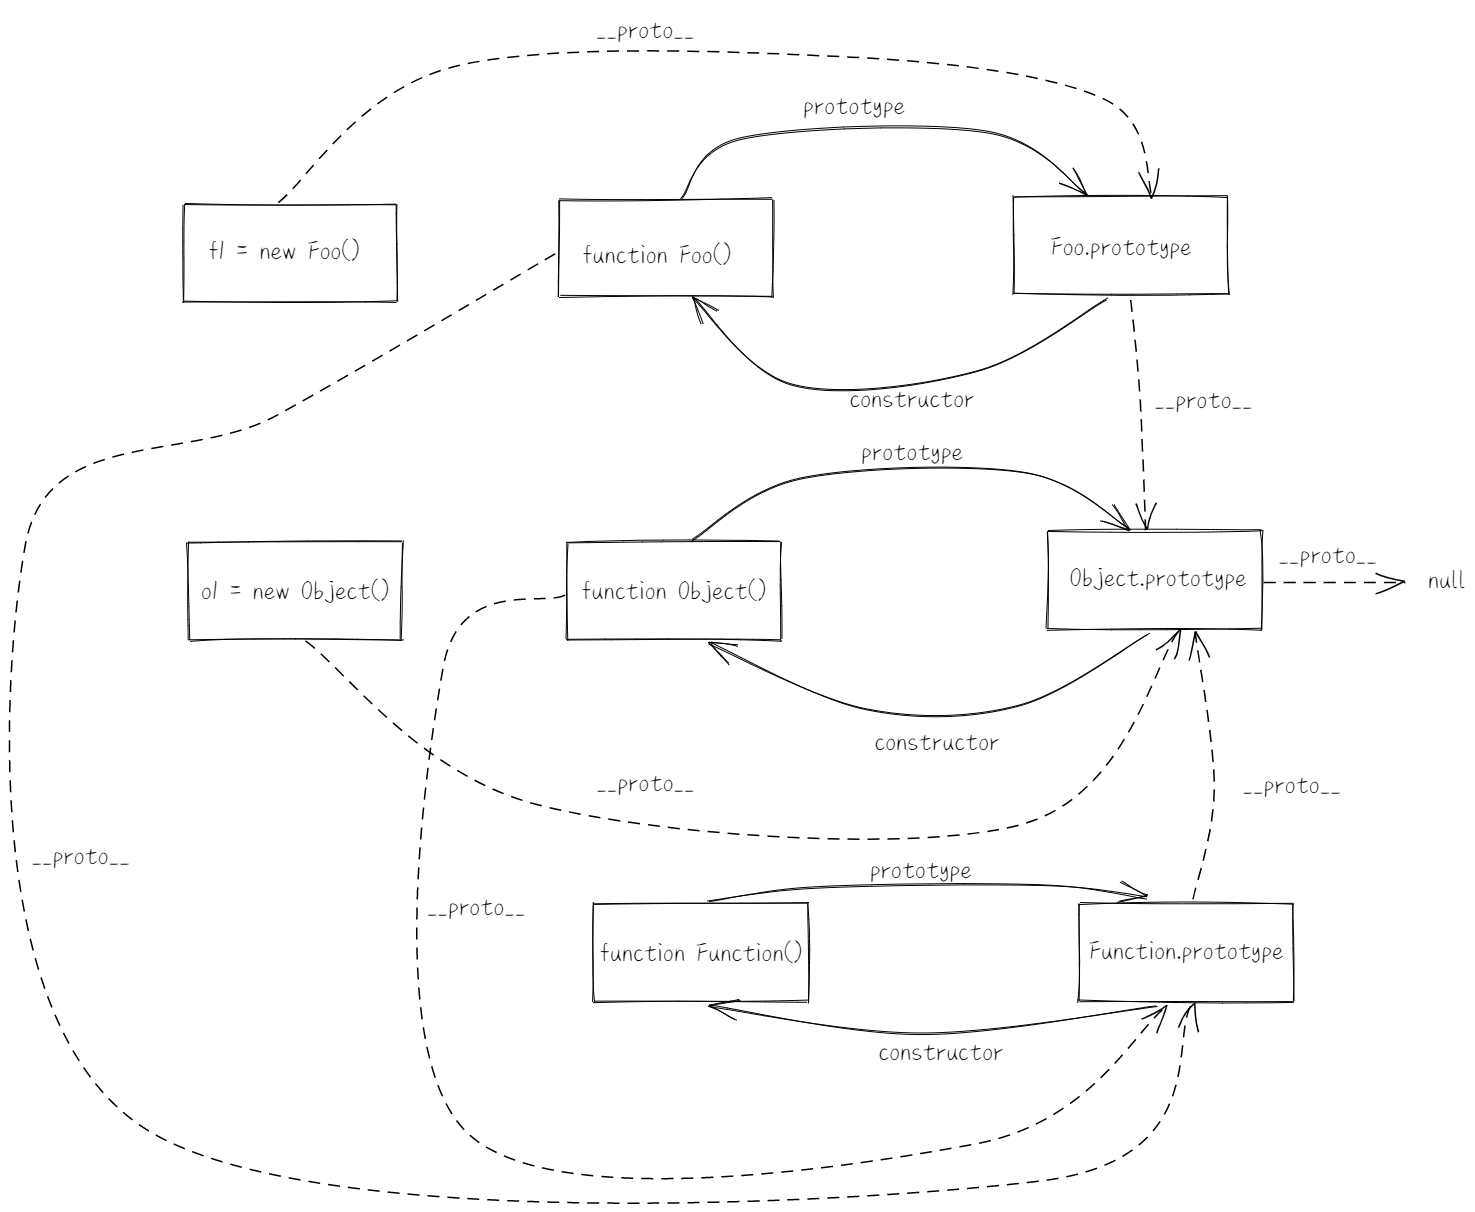 __proto__
prototype
f1 = new Foo()
function Foo()
Foo.prototype
constructor
__proto__
prototype
o1 = new Object()
function Object()
Object.prototype
__proto__
null
constructor
__proto__
__proto__
__proto__
prototype
__proto__
function Function()
Function.prototype
constructor